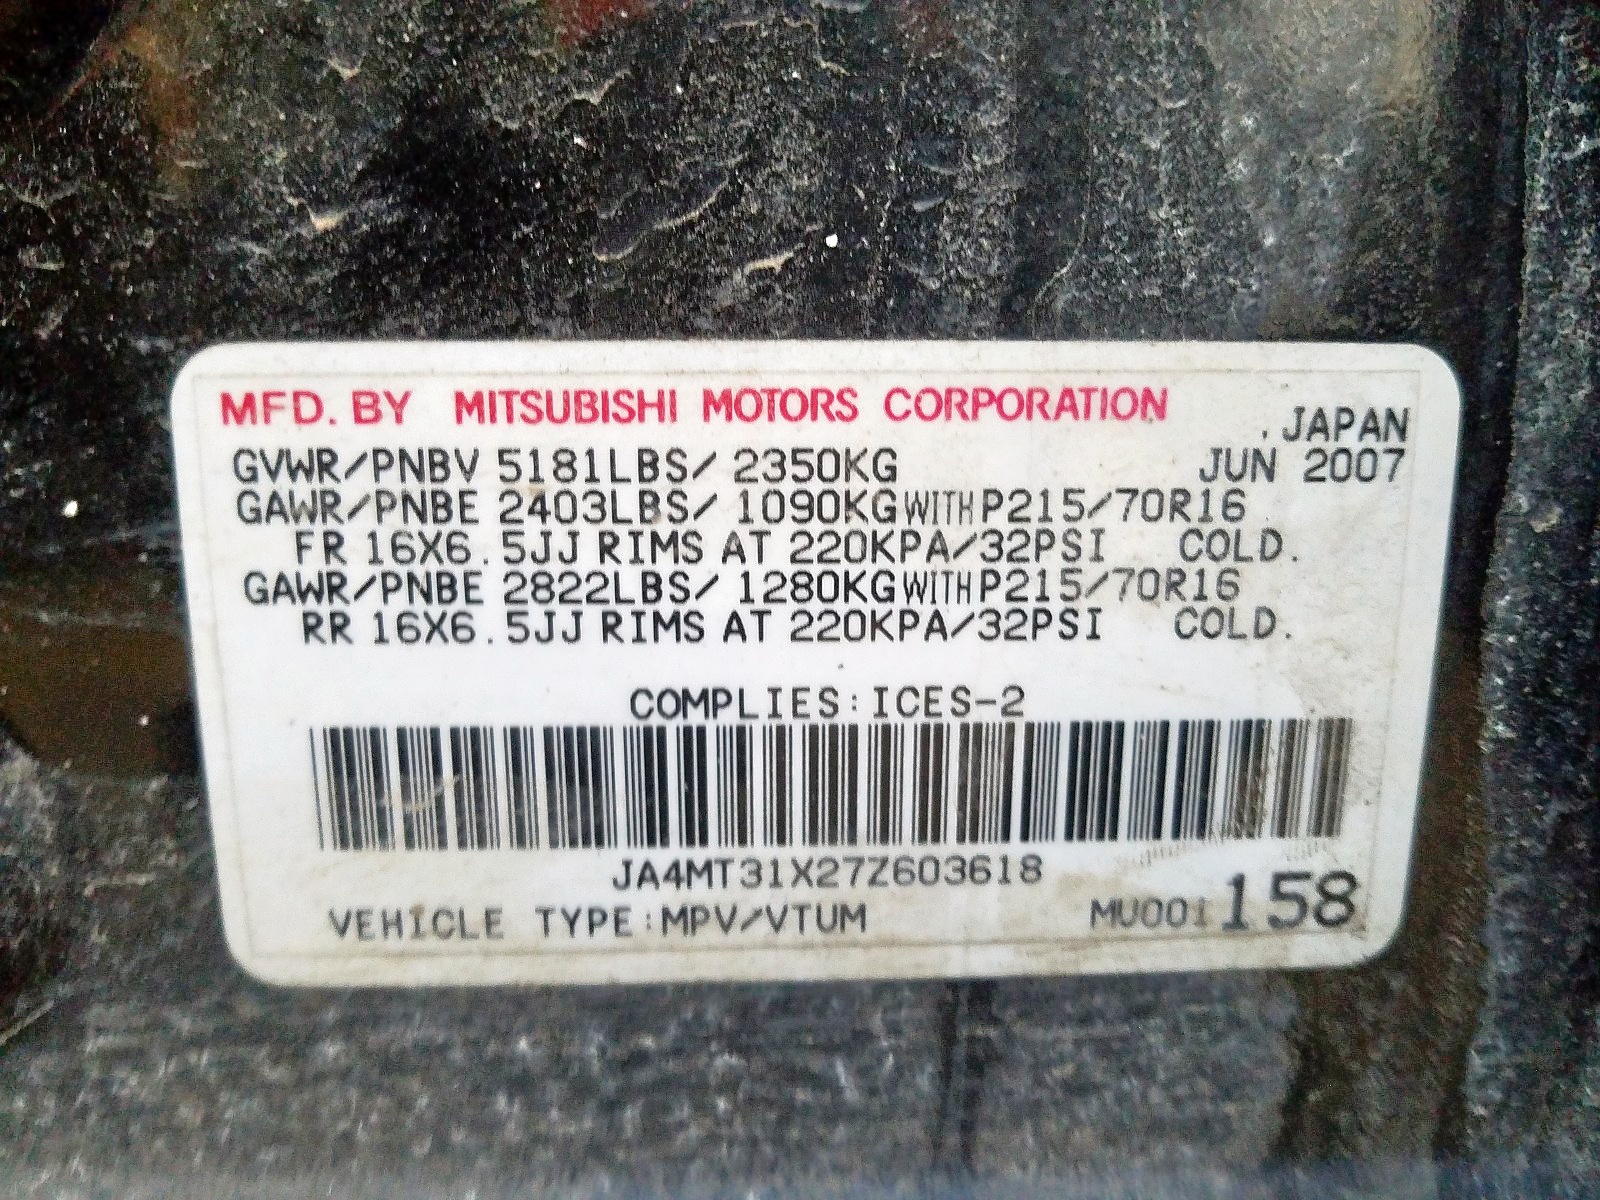 MFD. BY MITSUBISHI MOTORS CORPORATION
JAPAN
GVWR/PNBV 5181LBS/ 2350KG JUN 2007
GAWR/PNBE 2403LBS/ 1090KG WITH P215/70R16
FR 16X6.5JJ RIMS AT 220KPA/32PSI COLD.
GAWR/PNBE 2822LBS/ 1280KG WITH P215/70R16
RR 16X6.5JJ RIMS AT 220KPA/32PSI COLD.
COMPLIES:ICES-2
JA4MT31X27Z603618
VEHICLE TYPE:MPV/VTUM MU001158